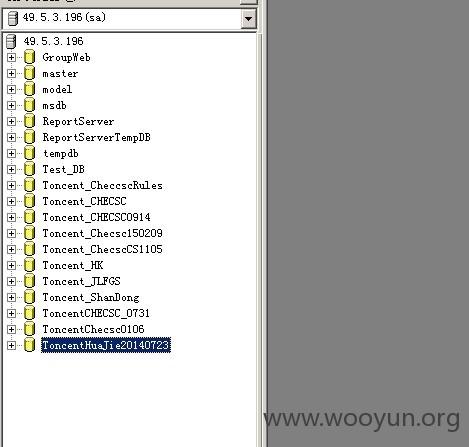 49.5.3.196(sa)
49.5.3.196
GroupWeb
master
model
msdb
ReportServer
ReportServerTempDB
tempdb
Test_DB
Toncent_CheccscRules
Toncent_CHECSC
Toncent_CHECSC0914
Toncent_Checsc150209
Toncent_ChecscCS1105
Toncent_HK
Toncent_JLFGS
Toncent_ShanDong
ToncentCHECSC_0731
ToncentChecsc0106
ToncentHuaJie20140723
www.wooyun.org